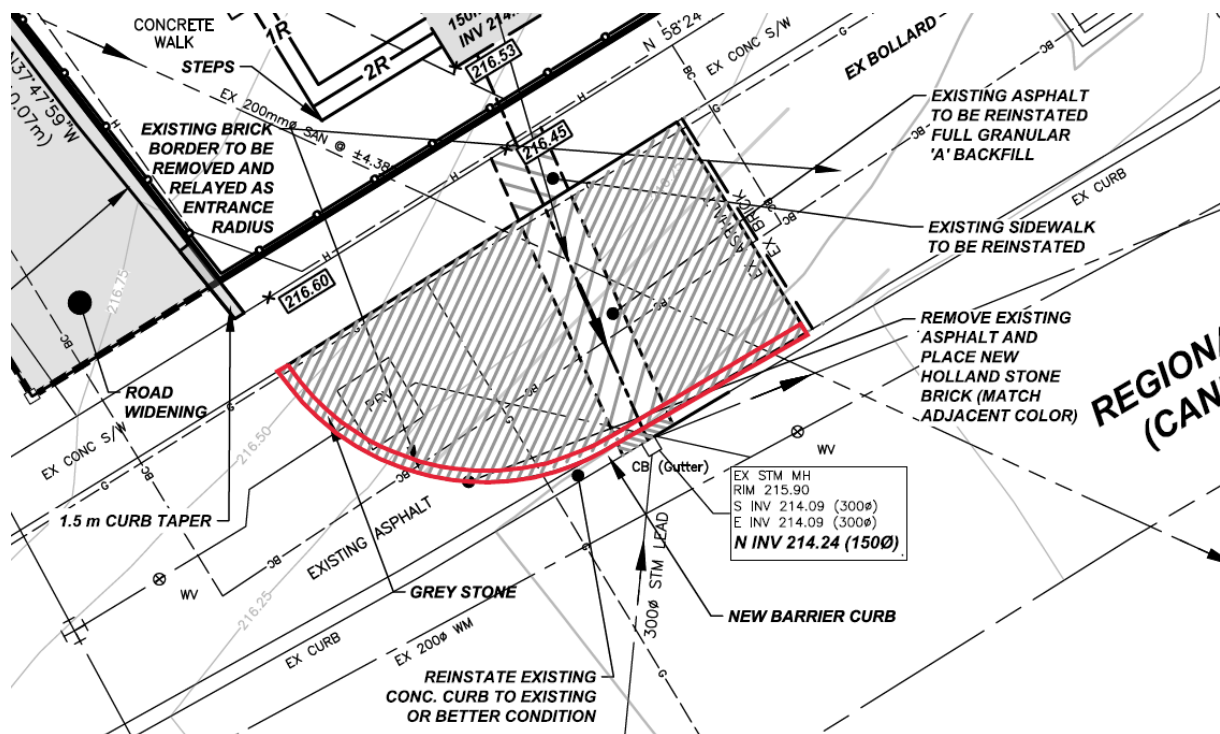 CONCRETE
WALK
STEPS
1R
2R
INV 214.
216.53
N 58°24'
EX CONC S/W
EX BOLLARD
N37°47'59"W
0.07m)
EX 200mmø SAN @ ±4.38
EXISTING BRICK
BORDER TO BE
REMOVED AND
RELAYED AS
ENTRANCE
RADIUS
216.45
EXISTING ASPHALT
TO BE REINSTATED
FULL GRANULAR
'A' BACKFILL
EX CURB
EX BRICK
EX ASPHALT
EXISTING SIDEWALK
TO BE REINSTATED
216.75
216.60
REMOVE EXISTING
ASPHALT AND
PLACE NEW
HOLLAND STONE
BRICK (MATCH
ADJACENT COLOR)
REGIONA
(CAN
ROAD
WIDENING
PRV
EX CONC S/W
216.50
1.5 m CURB TAPER
EXISTING ASPHALT
CB (Gutter)
WV
EX STM MH
RIM 215.90
S INV 214.09 (300ø)
E INV 214.09 (300ø)
N INV 214.24 (150Ø)
WV
GREY STONE
216.25
300ø STM LEAD
NEW BARRIER CURB
EX CURB
EX 200ø WM
REINSTATE EXISTING
CONC. CURB TO EXISTING
OR BETTER CONDITION